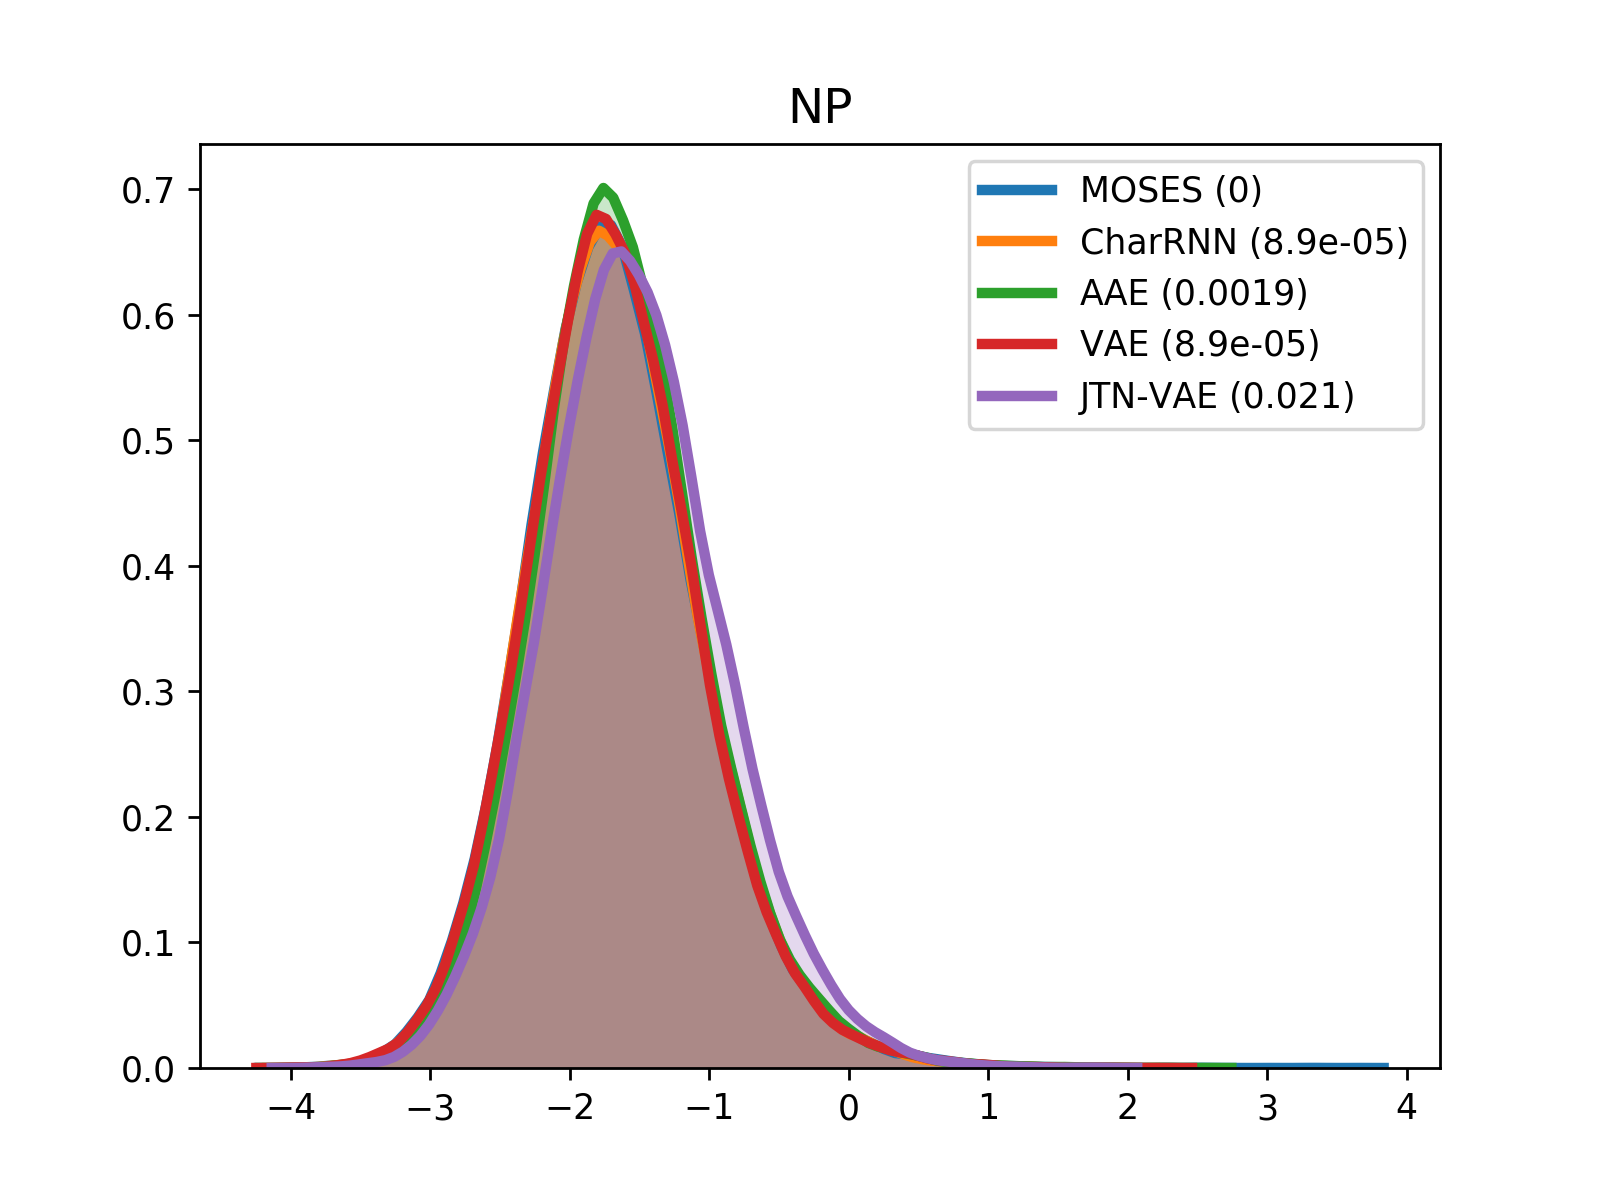 NP
0.7
0.6
0.5
0.4
0.3
0.2
0.1
0.0
MOSES (0)
CharRNN (8.9e-05)
AAE (0.0019)
VAE (8.9e-05)
JTN-VAE (0.021)
−4 −3 −2 −1 0 1 2 3 4